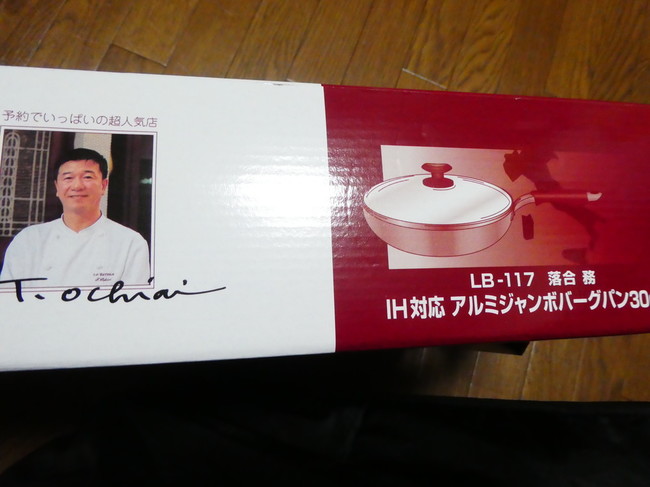 予約でいっぱいの超人気店
T. ochiai
LB-117 落合 務
IH対応 アルミジャンボバーグパン30